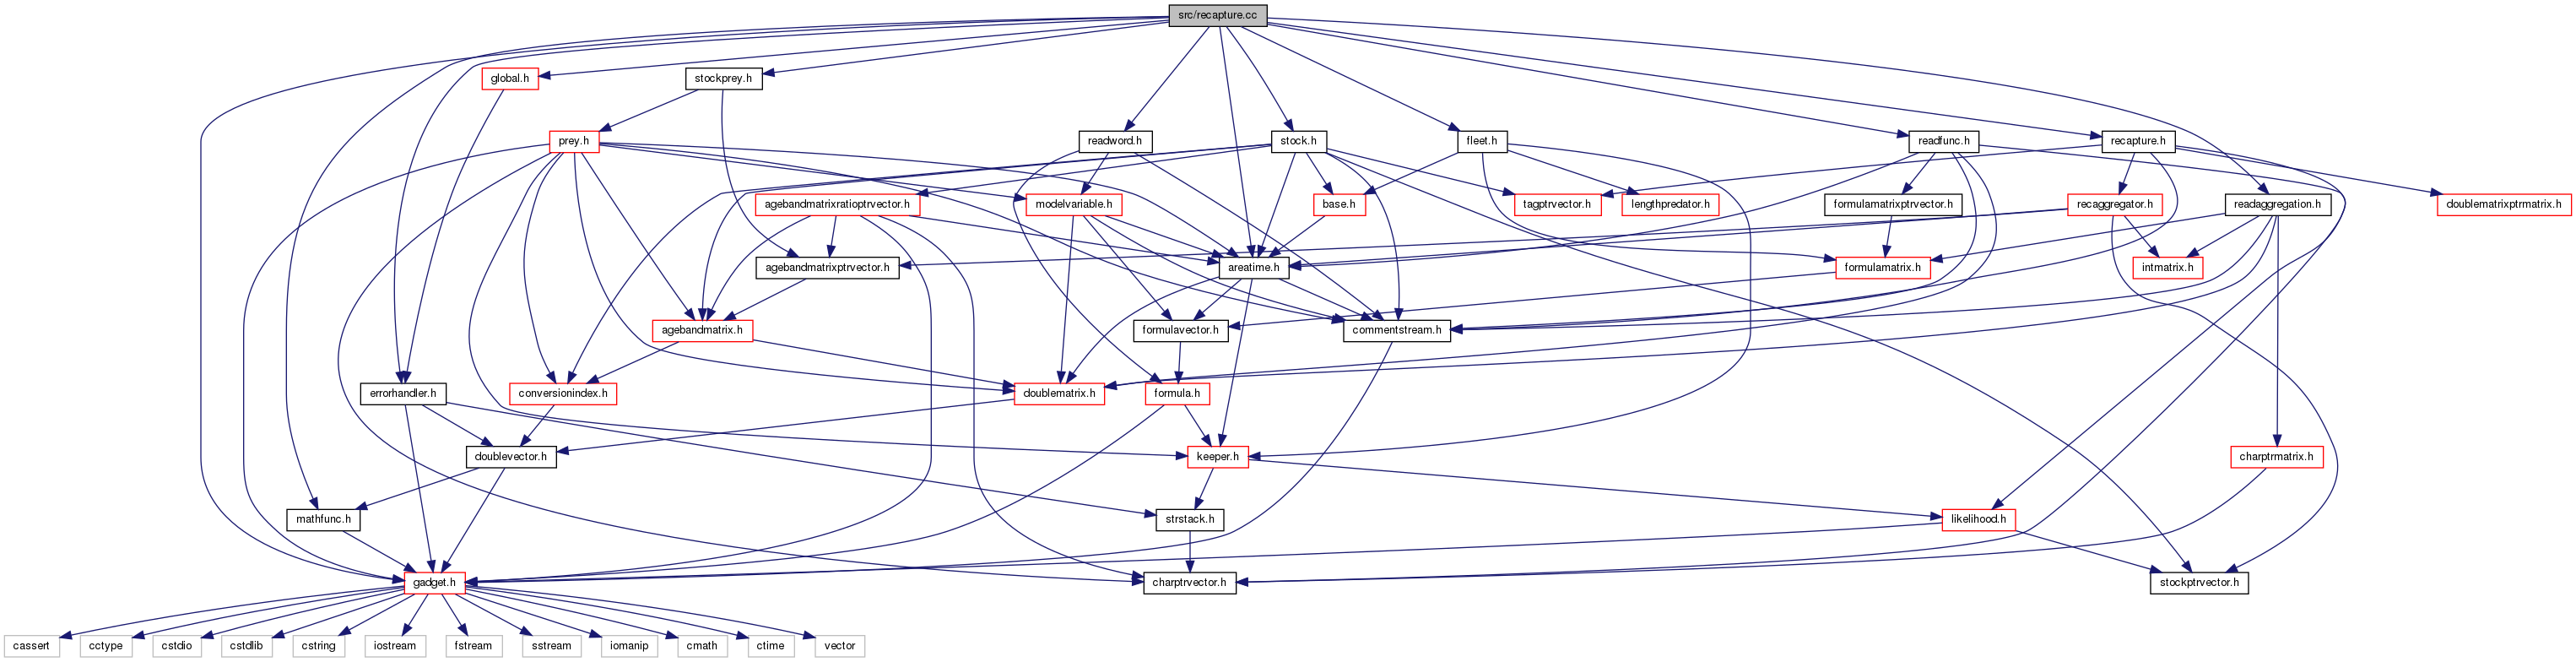 src/recapture.cc
global.h
stockprey.h
prey.h
readword.h
stock.h
fleet.h
readfunc.h
recapture.h
agebandmatrixratioptrvector.h
modelvariable.h
base.h
tagptrvector.h
lengthpredator.h
formulamatrixptrvector.h
recaggregator.h
readaggregation.h
doublematrixptrmatrix.h
agebandmatrixptrvector.h
areatime.h
formulamatrix.h
intmatrix.h
agebandmatrix.h
formulavector.h
commentstream.h
errorhandler.h
conversionindex.h
doublematrix.h
formula.h
doublevector.h
keeper.h
charptrmatrix.h
mathfunc.h
strstack.h
likelihood.h
gadget.h
charptrvector.h
stockptrvector.h
cassert
cctype
cstdio
cstdlib
cstring
iostream
fstream
sstream
iomanip
cmath
ctime
vector